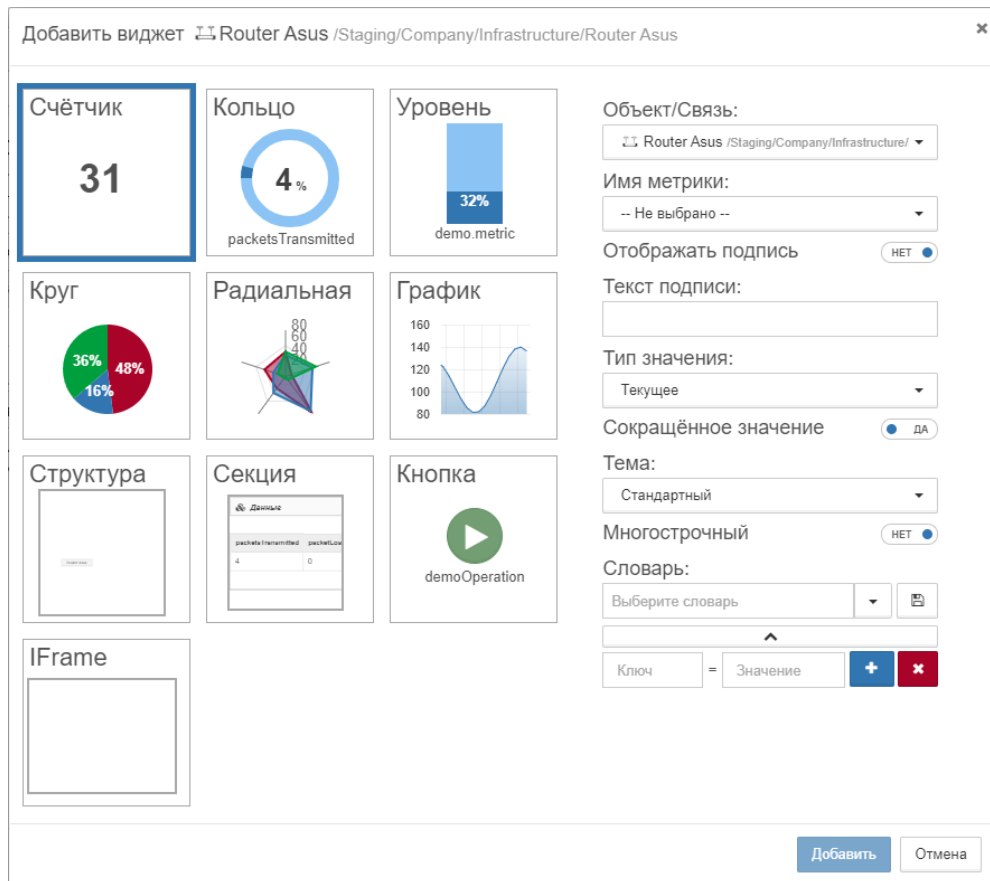 Добавить виджет Router Asus /Staging/Company/Infrastructure/Router Asus
Счётчик
31
Кольцо
4 %
packetsTransmitted
Уровень
32%
demo.metric
Круг
36%
48%
16%
Радиальная
80
60
40
20
График
160
140
120
100
80
Структура
Секция
Данные
packetsTransmitted packetLos
4 0
Кнопка
demoOperation
IFrame
Объект/Связь:
Router Asus /Staging/Company/Infrastructure/
Имя метрики:
-- Не выбрано --
Отображать подпись НЕТ
Текст подписи:
Тип значения:
Текущее
Сокращённое значение ДА
Тема:
Стандартный
Многострочный НЕТ
Словарь:
Выберите словарь
Ключ = Значение
Добавить Отмена